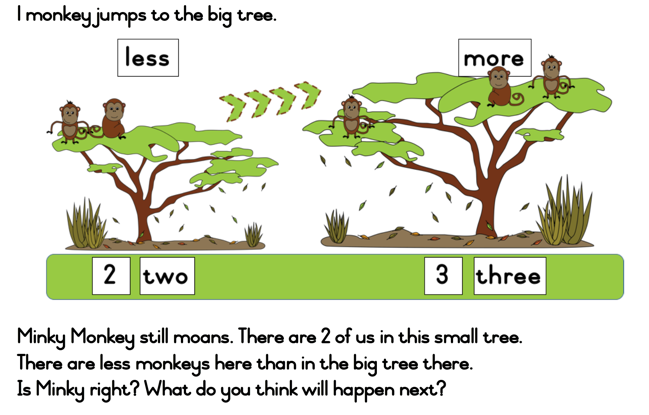 1 monkey jumps to the big tree.
less
more
2 two
3 three
Minky Monkey still moans. There are 2 of us in this small tree.
There are less monkeys here than in the big tree there.
Is Minky right? What do you think will happen next?